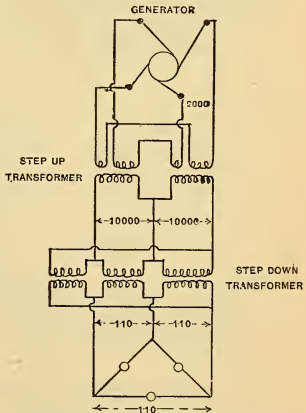 GENERATOR
2000
STEP UP
TRANSFORMER
10000 10000
STEP DOWN
TRANSFORMER
110 110
110